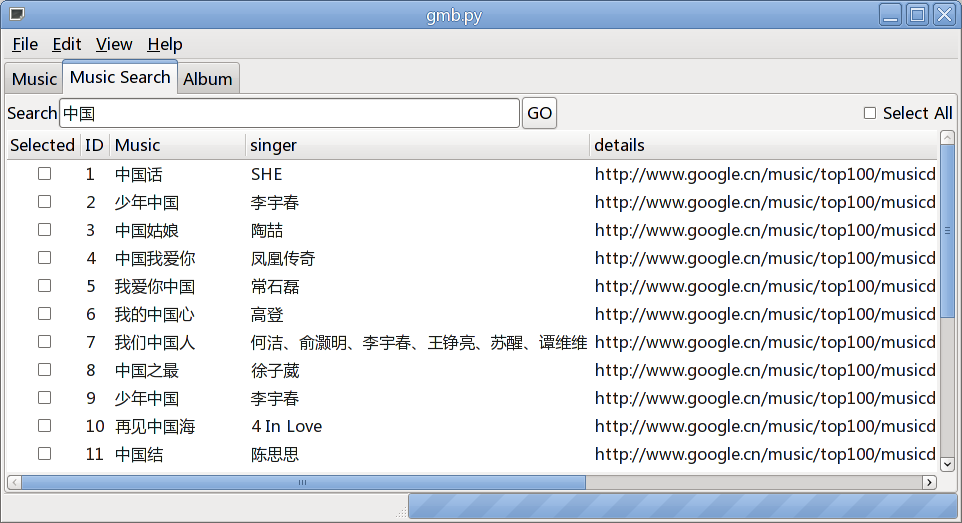 gmb.py
File Edit View Help
Music Music Search Album
Search 中国 GO Select All
Selected ID Music singer details
1 中国话 SHE http://www.google.cn/music/top100/musicd
2 少年中国 李宇春 http://www.google.cn/music/top100/musicd
3 中国姑娘 陶喆 http://www.google.cn/music/top100/musicd
4 中国我爱你 凤凰传奇 http://www.google.cn/music/top100/musicd
5 我爱你中国 常石磊 http://www.google.cn/music/top100/musicd
6 我的中国心 高登 http://www.google.cn/music/top100/musicd
7 我们中国人 何洁、俞灏明、李宇春、王铮亮、苏醒、谭维维 http://www.google.cn/music/top100/musicd
8 中国之最 徐子崴 http://www.google.cn/music/top100/musicd
9 少年中国 李宇春 http://www.google.cn/music/top100/musicd
10 再见中国海 4 In Love http://www.google.cn/music/top100/musicd
11 中国结 陈思思 http://www.google.cn/music/top100/musicd